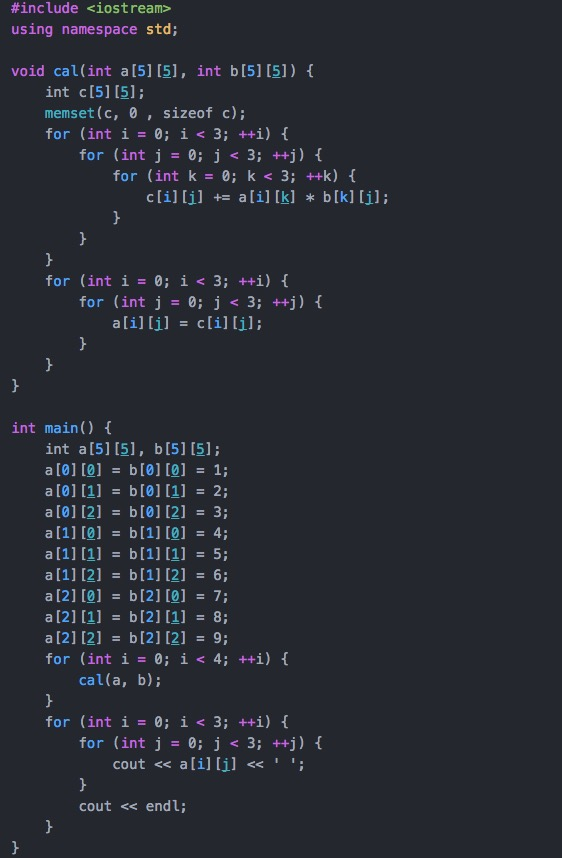 #include <iostream>
using namespace std;

void cal(int a[5][5], int b[5][5]) {
    int c[5][5];
    memset(c, 0 , sizeof c);
    for (int i = 0; i < 3; ++i) {
        for (int j = 0; j < 3; ++j) {
            for (int k = 0; k < 3; ++k) {
                c[i][j] += a[i][k] * b[k][j];
            }
        }
    }
    for (int i = 0; i < 3; ++i) {
        for (int j = 0; j < 3; ++j) {
            a[i][j] = c[i][j];
        }
    }
}

int main() {
    int a[5][5], b[5][5];
    a[0][0] = b[0][0] = 1;
    a[0][1] = b[0][1] = 2;
    a[0][2] = b[0][2] = 3;
    a[1][0] = b[1][0] = 4;
    a[1][1] = b[1][1] = 5;
    a[1][2] = b[1][2] = 6;
    a[2][0] = b[2][0] = 7;
    a[2][1] = b[2][1] = 8;
    a[2][2] = b[2][2] = 9;
    for (int i = 0; i < 4; ++i) {
        cal(a, b);
    }
    for (int i = 0; i < 3; ++i) {
        for (int j = 0; j < 3; ++j) {
            cout << a[i][j] << ' ';
        }
        cout << endl;
    }
}